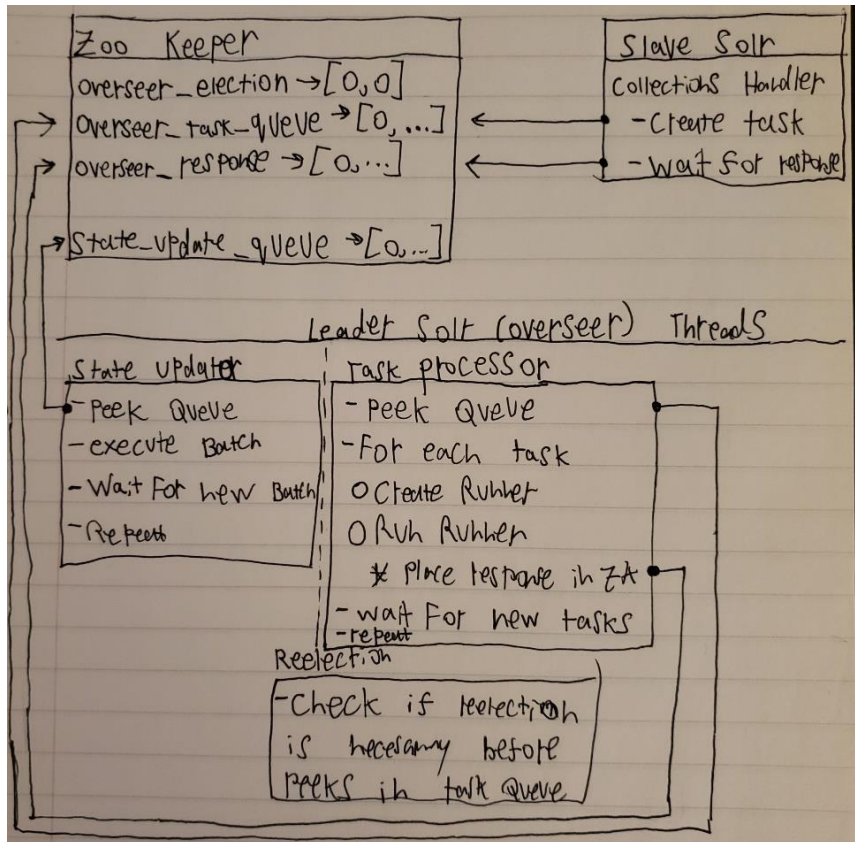 Zoo Keeper
overseer_election → [0,0]
overseer_task_queue → [0,...]
overseer_response → [0,...]
State_update_queue → [0,...]
Slave Solr
Collections Handler
- Create task
- wait for response
Leader Solr (overseer) Threads
State updater
- Peek Queue
- execute Batch
- Wait For new Batch
- Repeat
Task processor
- Peek Queue
- For each task
O Create Runner
O Run Runner
* Place response in ZK
- wait For new tasks
- repeat
Reelection
- Check if reelection
is necesarry before
peeks in task Queue